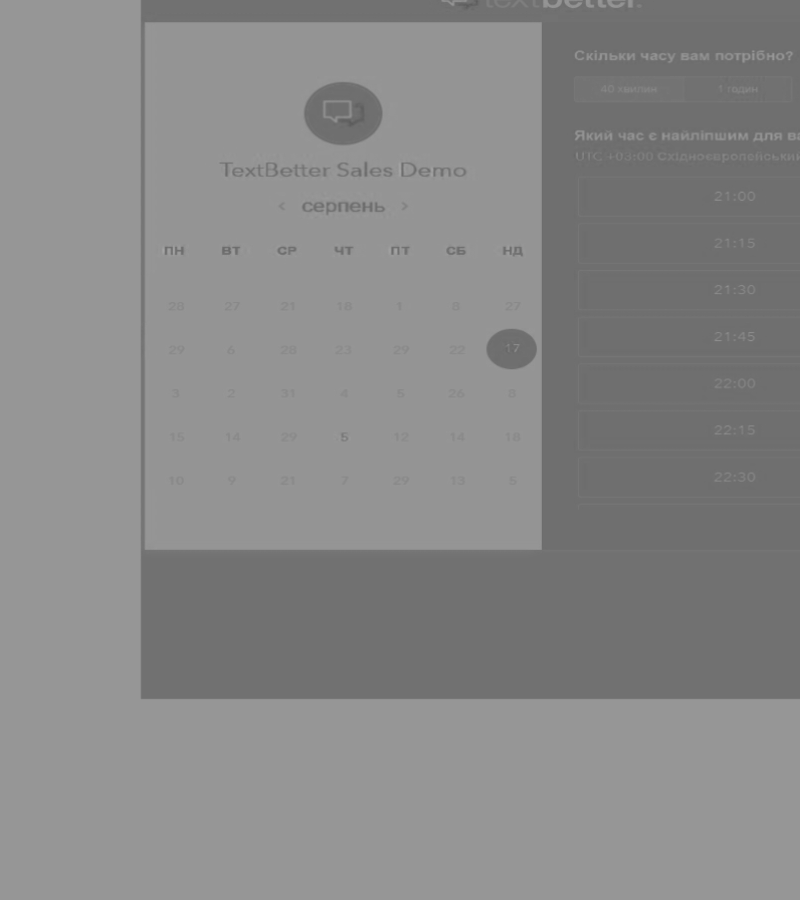 textbetter.
TextBetter Sales Demo
‹ серпень ›
ПН ВТ СР ЧТ ПТ СБ НД
28 27 21 18 1 8 27
29 6 28 23 29 22 17
3 2 31 4 5 26 8
15 14 29 5 12 14 18
10 9 21 7 29 13 5
Скільки часу вам потрібно?
40 хвилин 1 годин
Який час є найліпшим для ва
UTC +03:00 Східноєвропейськи
21:00
21:15
21:30
21:45
22:00
22:15
22:30